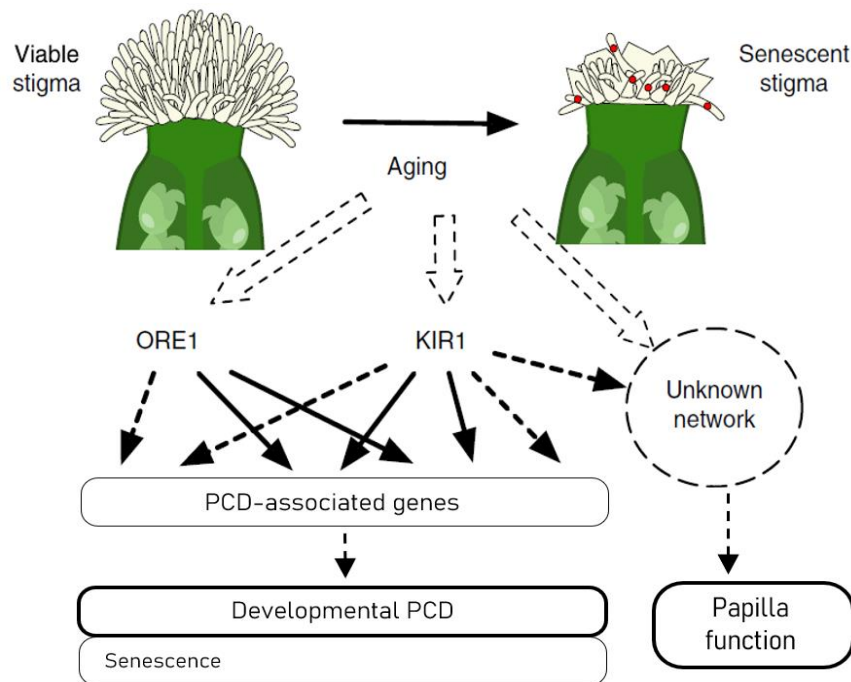 Viable
stigma
Senescent
stigma
Aging
ORE1
KIR1
Unknown
network
PCD-associated genes
Developmental PCD
Senescence
Papilla
function